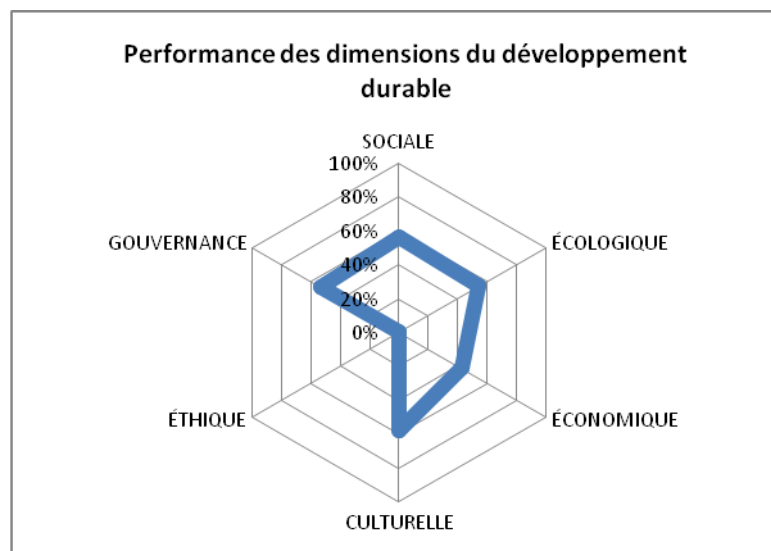 Performance des dimensions du développement
durable
SOCIALE
100%
80%
GOUVERNANCE
ÉCOLOGIQUE
60%
40%
20%
0%
ÉTHIQUE
ÉCONOMIQUE
CULTURELLE